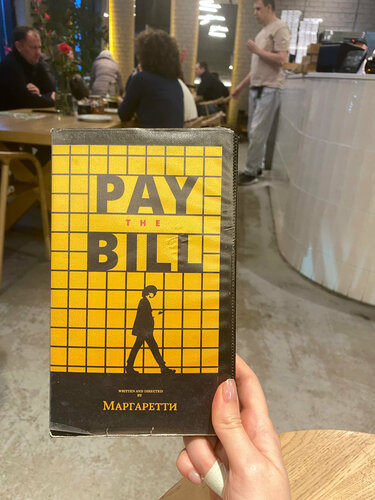 PAY
THE
BILL
WRITTEN AND DIRECTED
BY
МАРГАРЕТТИ